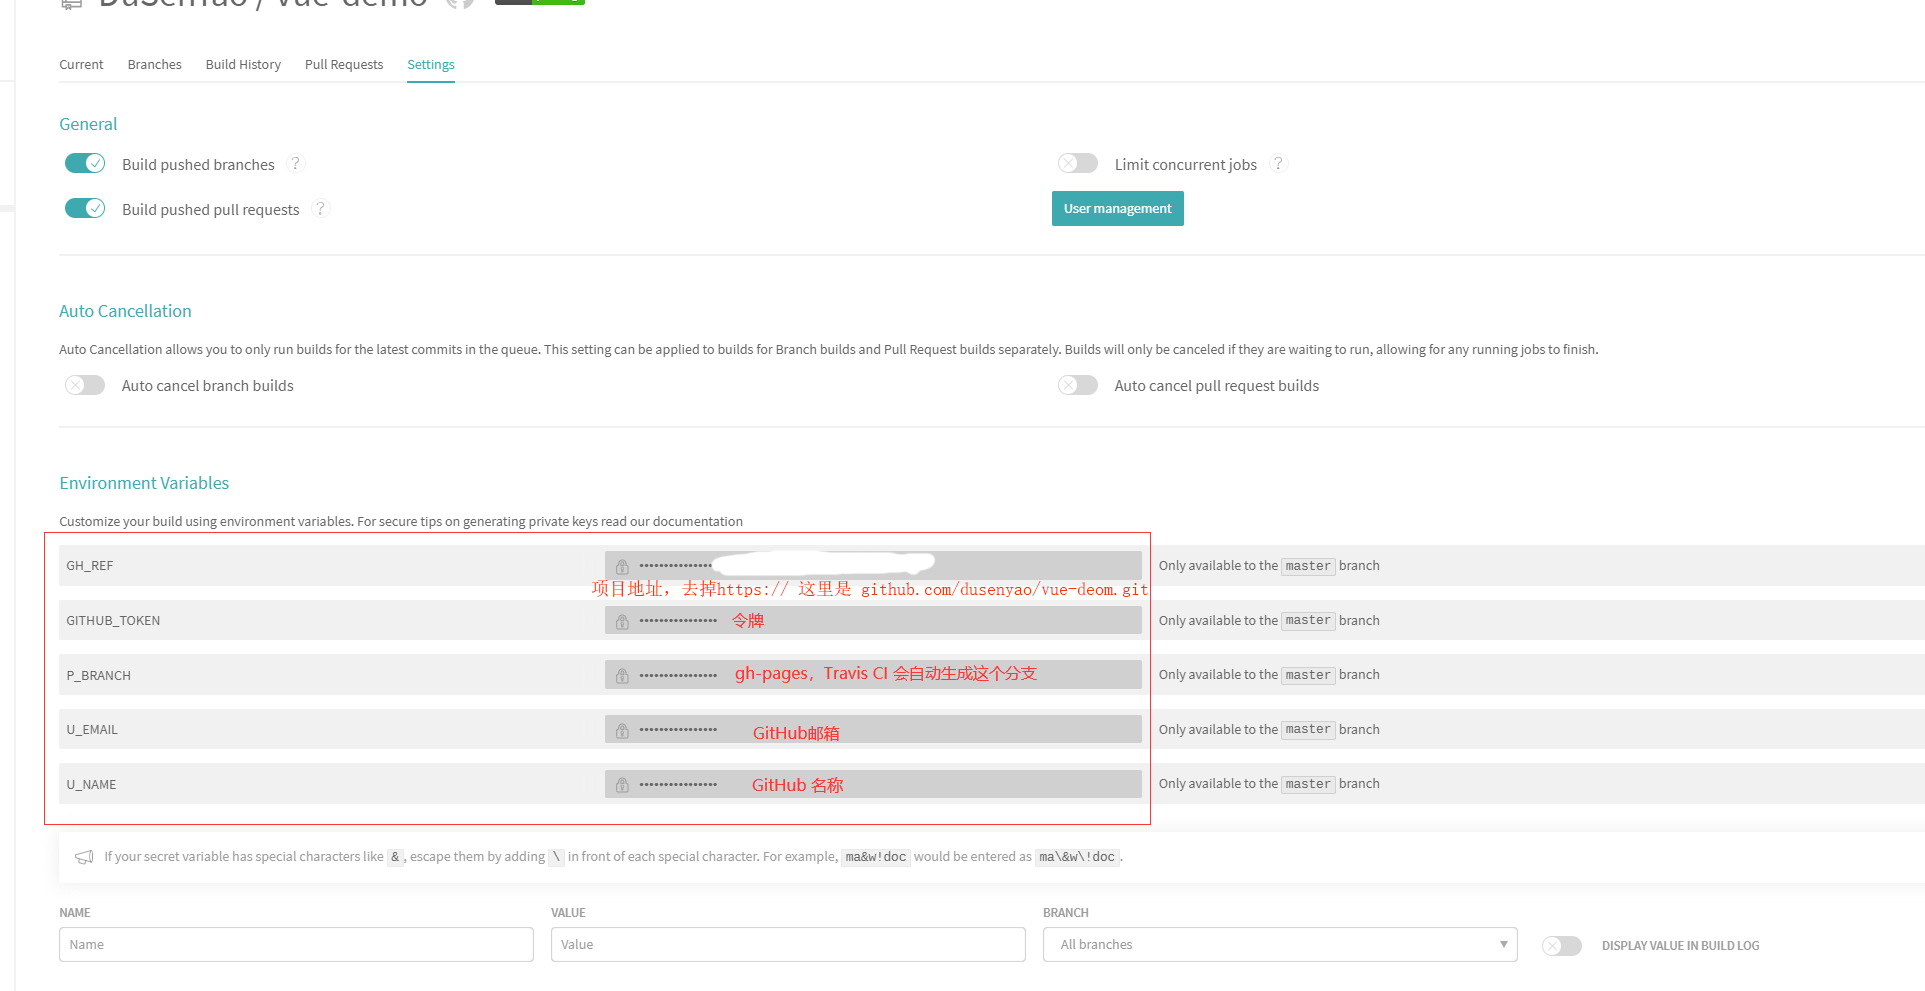 DuSenYao / vue-demo
Current Branches Build History Pull Requests Settings
General
Build pushed branches ? Limit concurrent jobs ?
Build pushed pull requests ? User management
Auto Cancellation
Auto Cancellation allows you to only run builds for the latest commits in the queue. This setting can be applied to builds for Branch builds and Pull Request builds separately. Builds will only be canceled if they are waiting to run, allowing for any running jobs to finish.
Auto cancel branch builds Auto cancel pull request builds
Environment Variables
Customize your build using environment variables. For secure tips on generating private keys read our documentation
GH_REF •••••••••••••••• Only available to the master branch
项目地址，去掉https:// 这里是 github.com/dusenyao/vue-deom.git
GITHUB_TOKEN •••••••••••••••• 令牌 Only available to the master branch
P_BRANCH •••••••••••••••• gh-pages，Travis CI 会自动生成这个分支 Only available to the master branch
U_EMAIL •••••••••••••••• GitHub邮箱 Only available to the master branch
U_NAME •••••••••••••••• GitHub 名称 Only available to the master branch
If your secret variable has special characters like &, escape them by adding \ in front of each special character. For example, ma&w!doc would be entered as ma\&w\!doc.
NAME VALUE BRANCH
Name Value All branches DISPLAY VALUE IN BUILD LOG